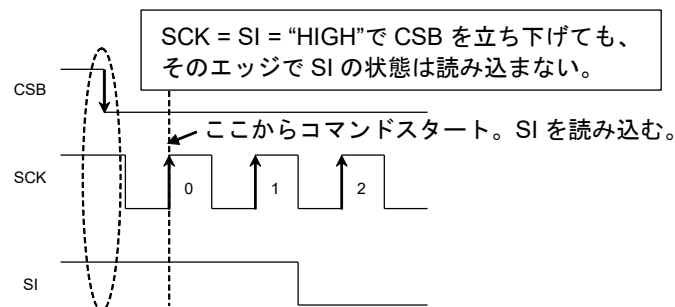 SCK = SI = “HIGH”で CSB を立ち下げても、
そのエッジで SI の状態は読み込まない。
CSB
ここからコマンドスタート。SI を読み込む。
SCK
0
1
2
SI